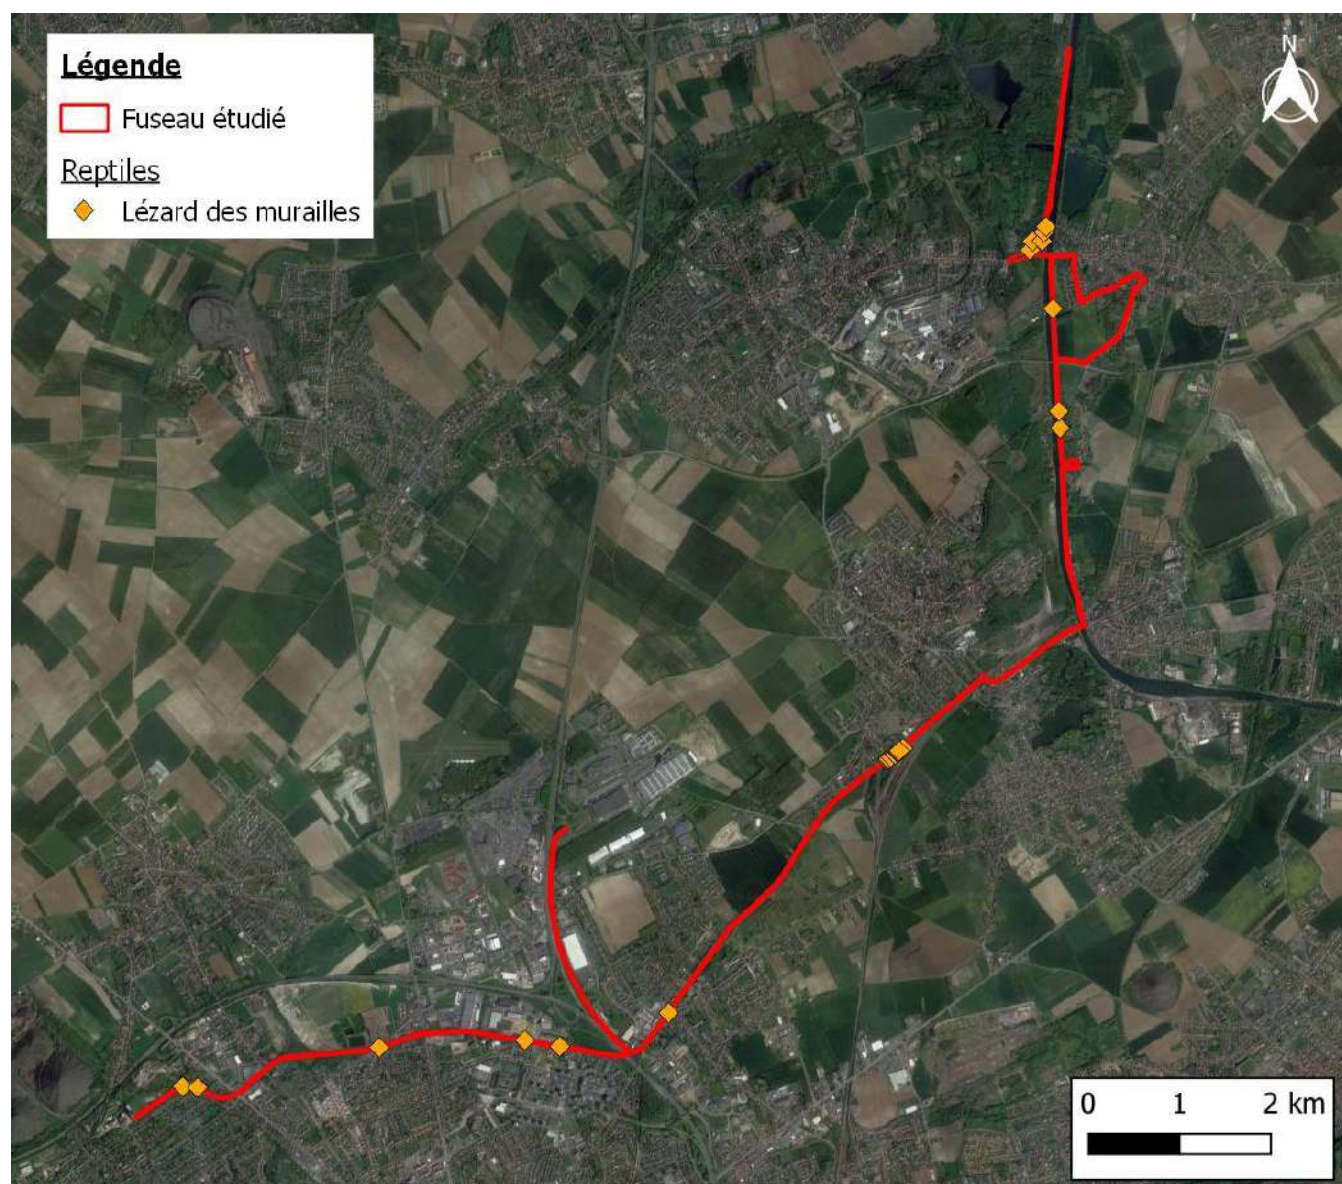 Légende
Fuseau étudié
Reptiles
Lézard des murailles
N
0 1 2 km